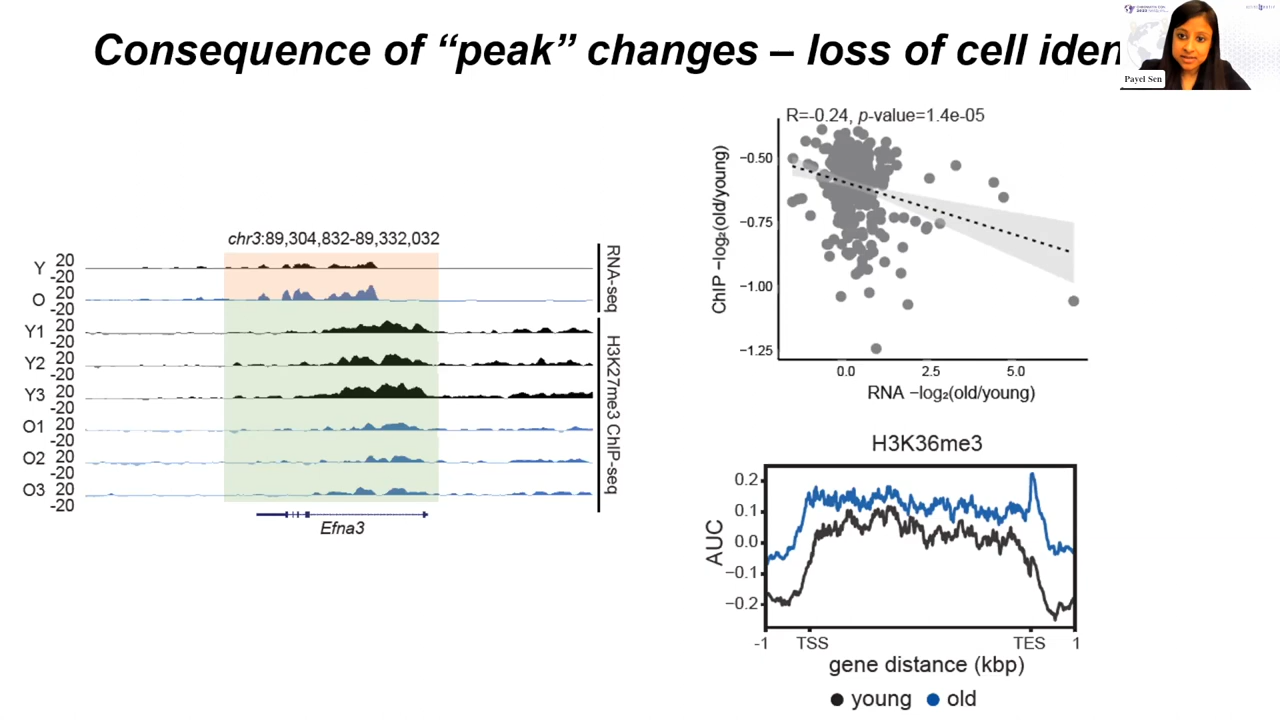 Consequence of “peak” changes – loss of cell iden
Payel Sen
chr3:89,304,832-89,332,032
Y 20
-20
O 20
-20
Y1 20
-20
Y2 20
-20
Y3 20
-20
O1 20
-20
O2 20
-20
O3 20
-20
RNA-seq
H3K27me3 ChIP-seq
Efna3
R=-0.24, p-value=1.4e-05
ChIP −log₂(old/young)
−0.50
−0.75
−1.00
−1.25
0.0 2.5 5.0
RNA −log₂(old/young)
H3K36me3
AUC
0.2
0.1
0.0
−0.1
−0.2
-1 TSS TES 1
gene distance (kbp)
young old